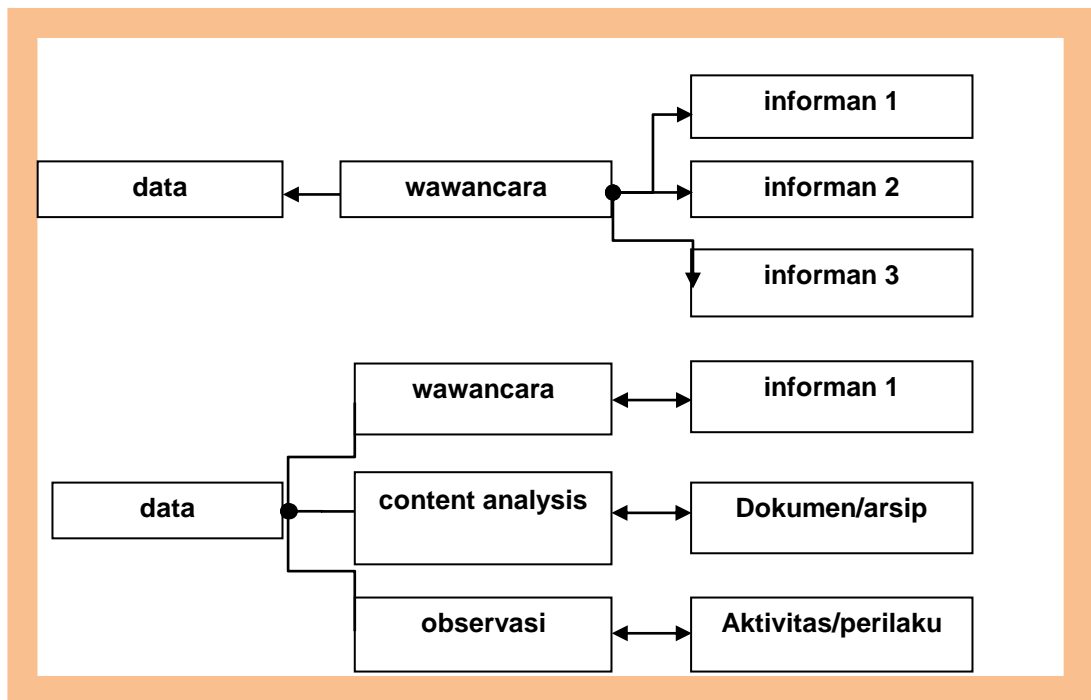 informan 1
data
wawancara
informan 2
informan 3
wawancara
informan 1
data
content analysis
Dokumen/arsip
observasi
Aktivitas/perilaku